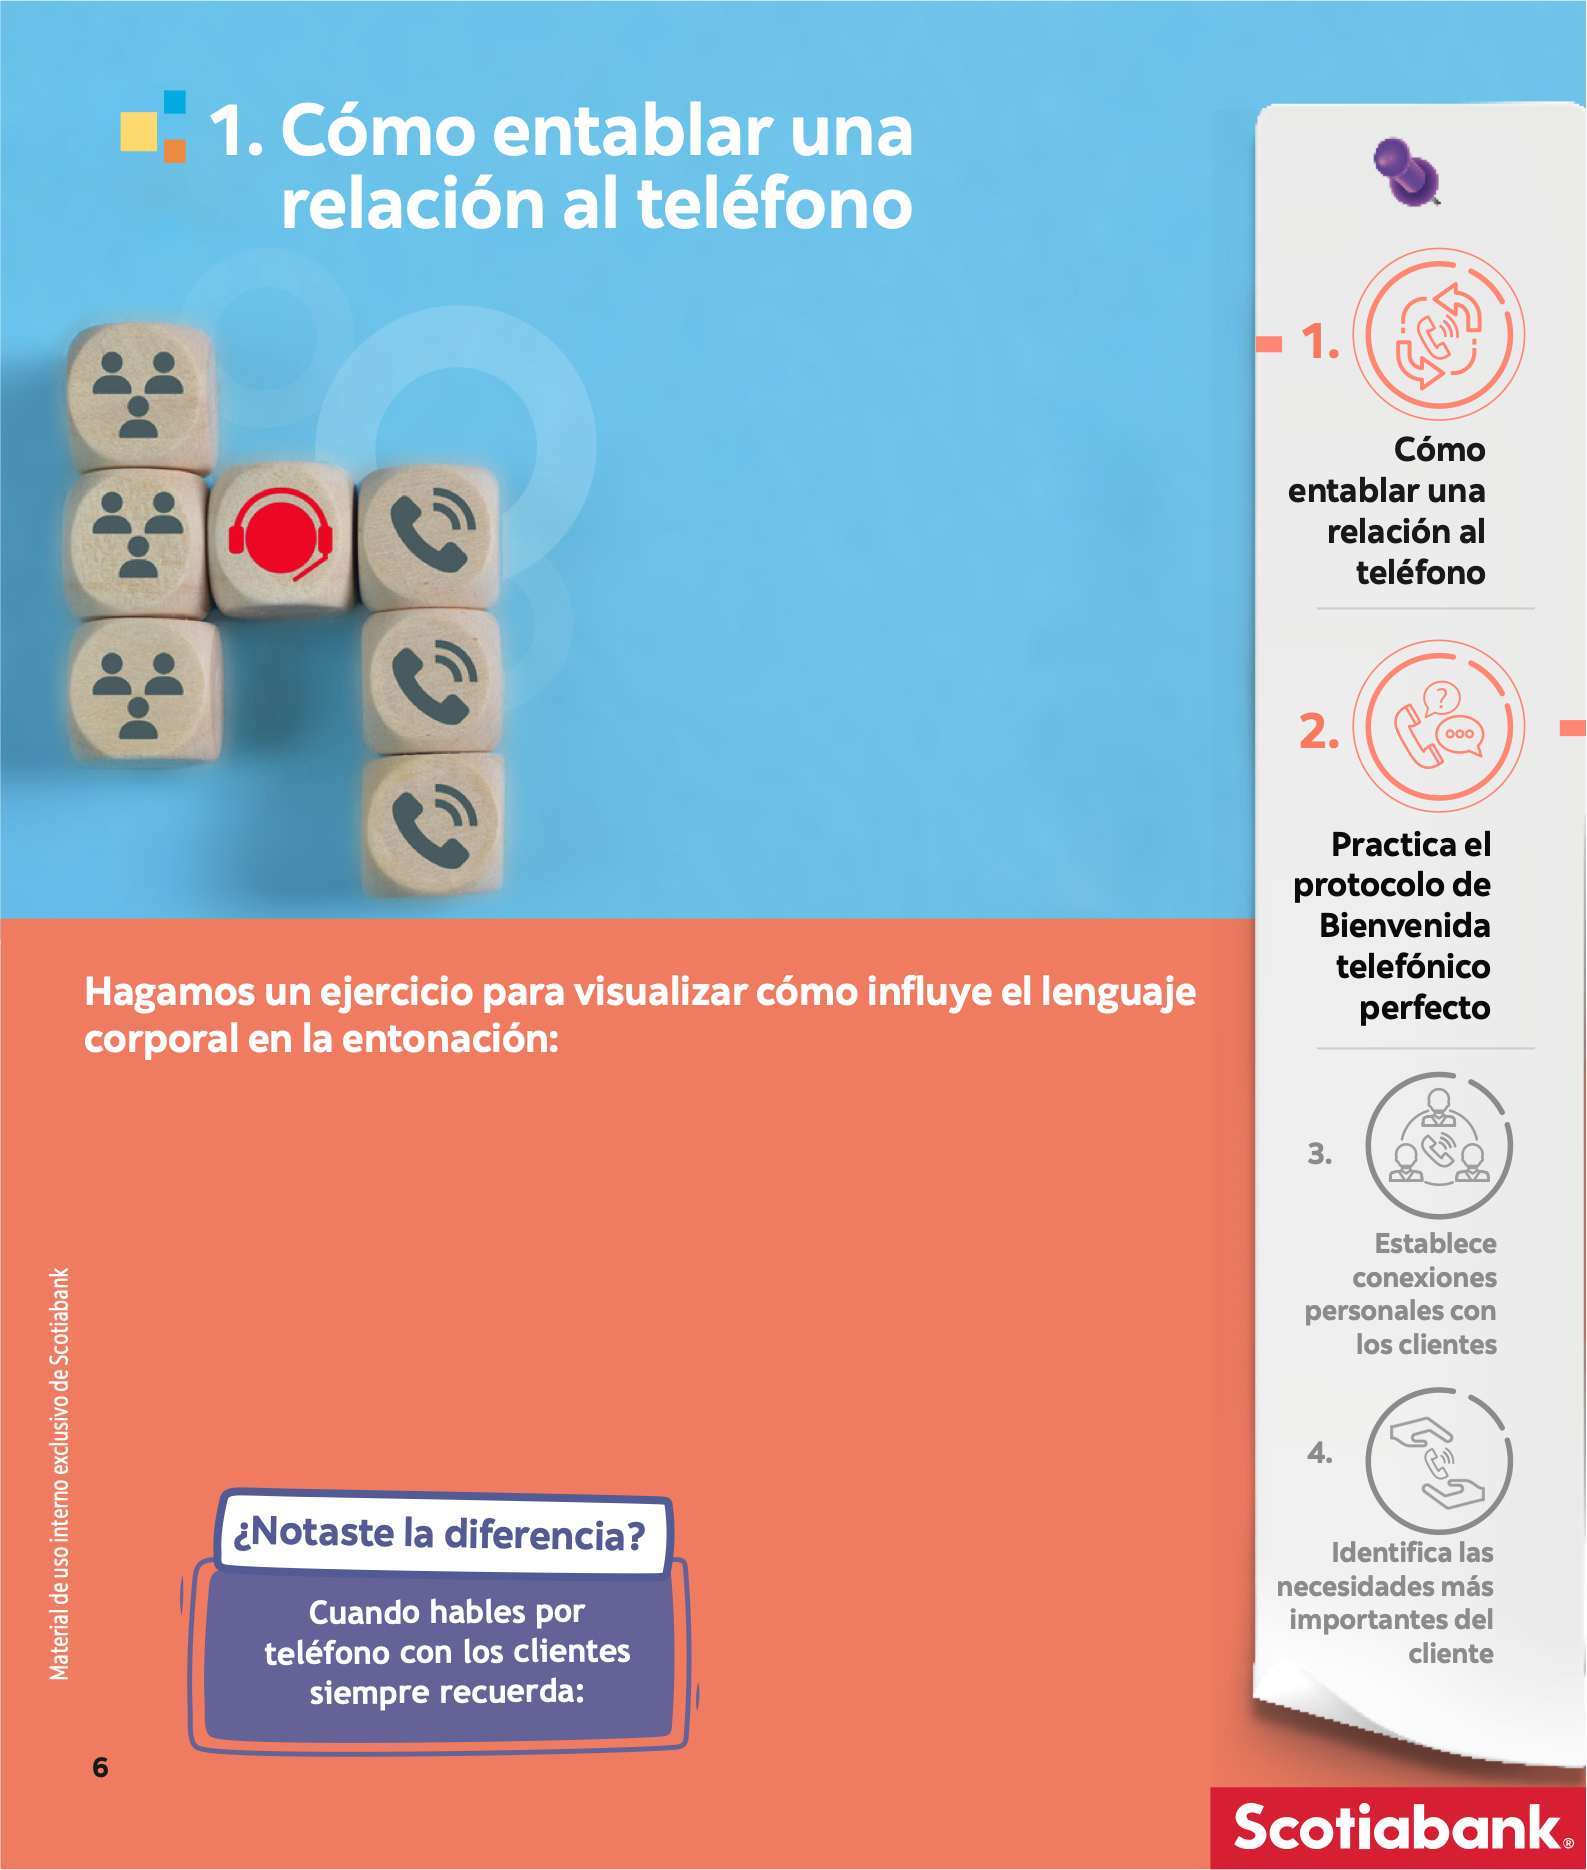 1. Cómo entablar una
relación al teléfono
1.
Cómo
entablar una
relación al
teléfono
2.
?
Practica el
protocolo de
Bienvenida
telefónico
perfecto
3.
Establece
conexiones
personales con
los clientes
4.
Identifica las
necesidades más
importantes del
cliente
Hagamos un ejercicio para visualizar cómo influye el lenguaje
corporal en la entonación:
¿Notaste la diferencia?
Cuando hables por
teléfono con los clientes
siempre recuerda:
Material de uso interno exclusivo de Scotiabank
6
Scotiabank®